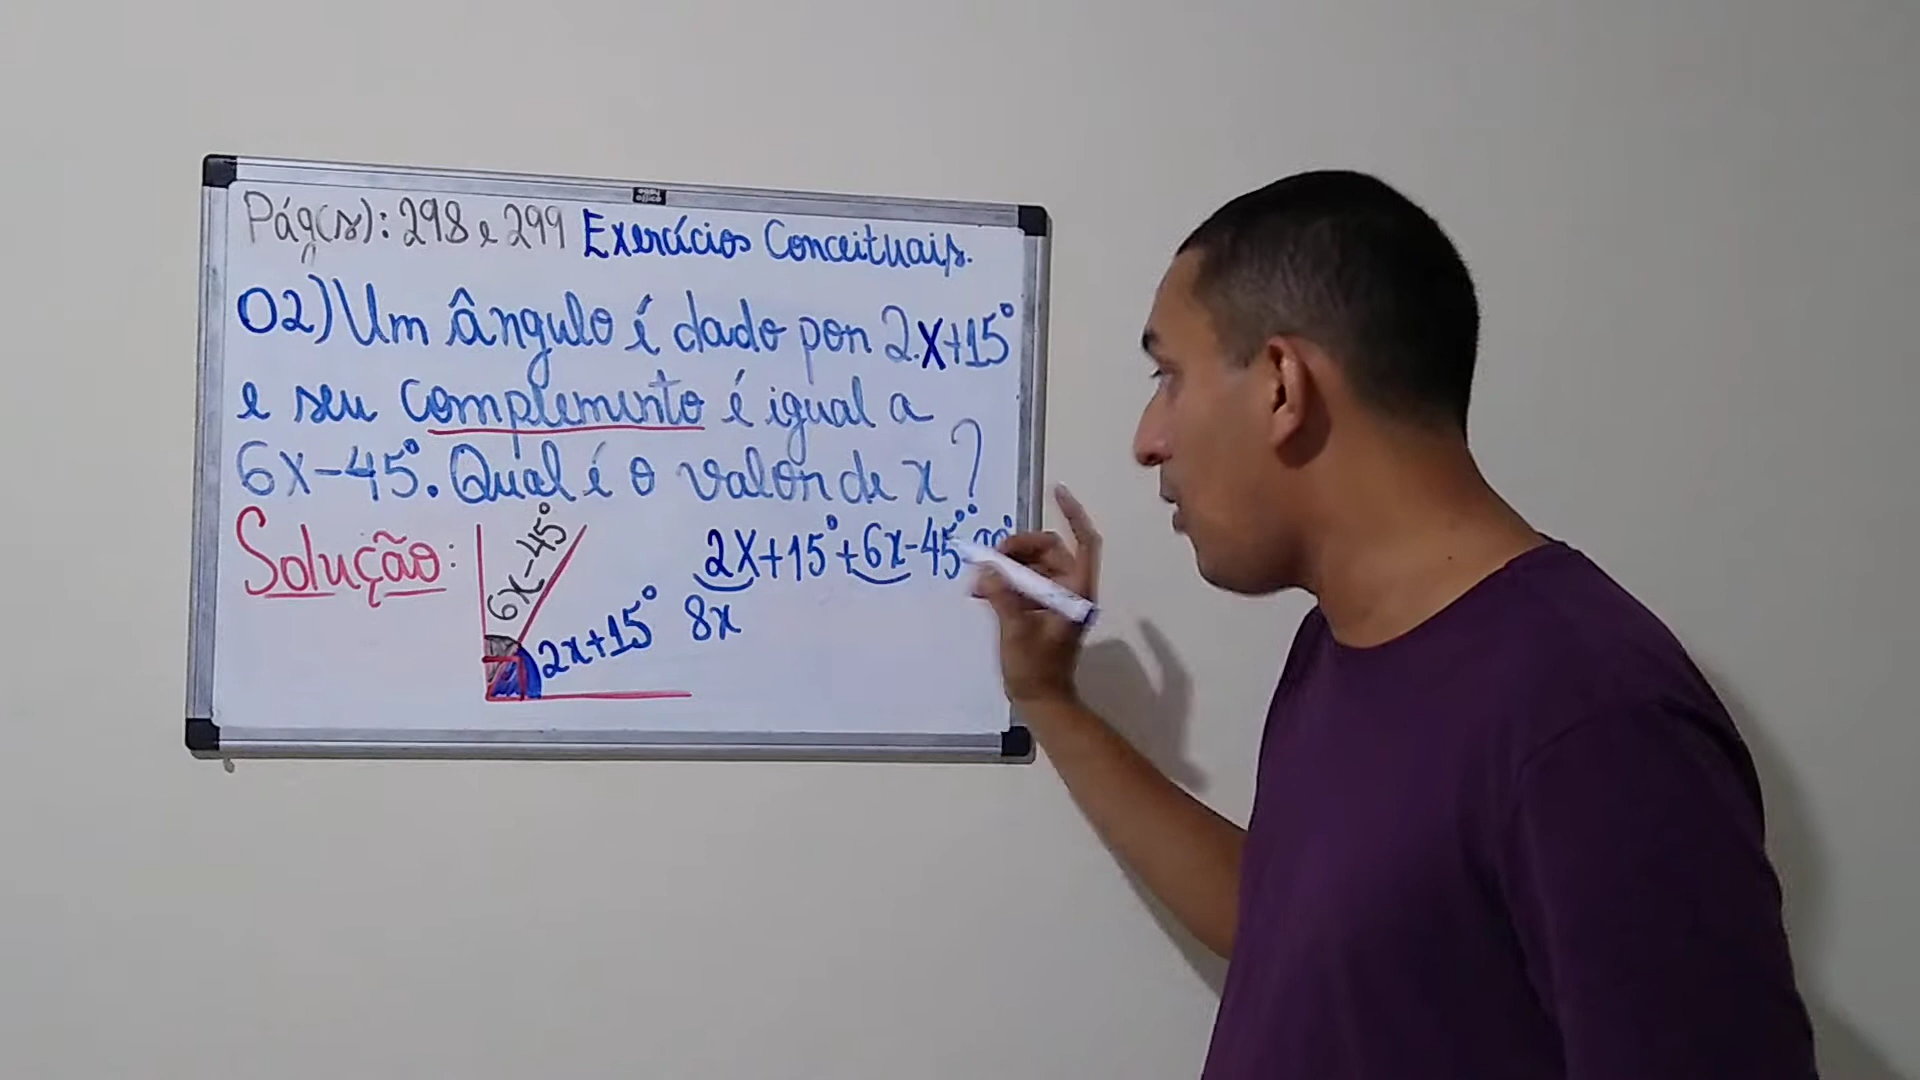 Pág(s): 298 e 299 Exercícios Conceituais.
02) Um ângulo é dado por 2.x+15°
e seu complemento é igual a
6x-45°. Qual é o valor de x?
Solução:
6x-45°
2x+15°
2x+15°+6x-45°
8x